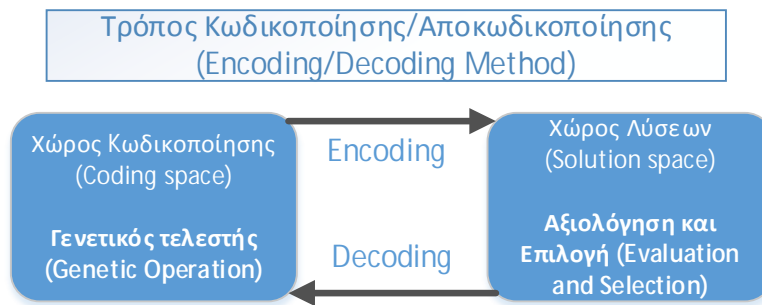 Τρόπος Κωδικοποίησης/Αποκωδικοποίησης
(Encoding/Decoding Method)
Χώρος Κωδικοποίησης
(Coding space)
Γενετικός τελεστής
(Genetic Operation)
Encoding
Decoding
Χώρος Λύσεων
(Solution space)
Αξιολόγηση και
Επιλογή (Evaluation
and Selection)